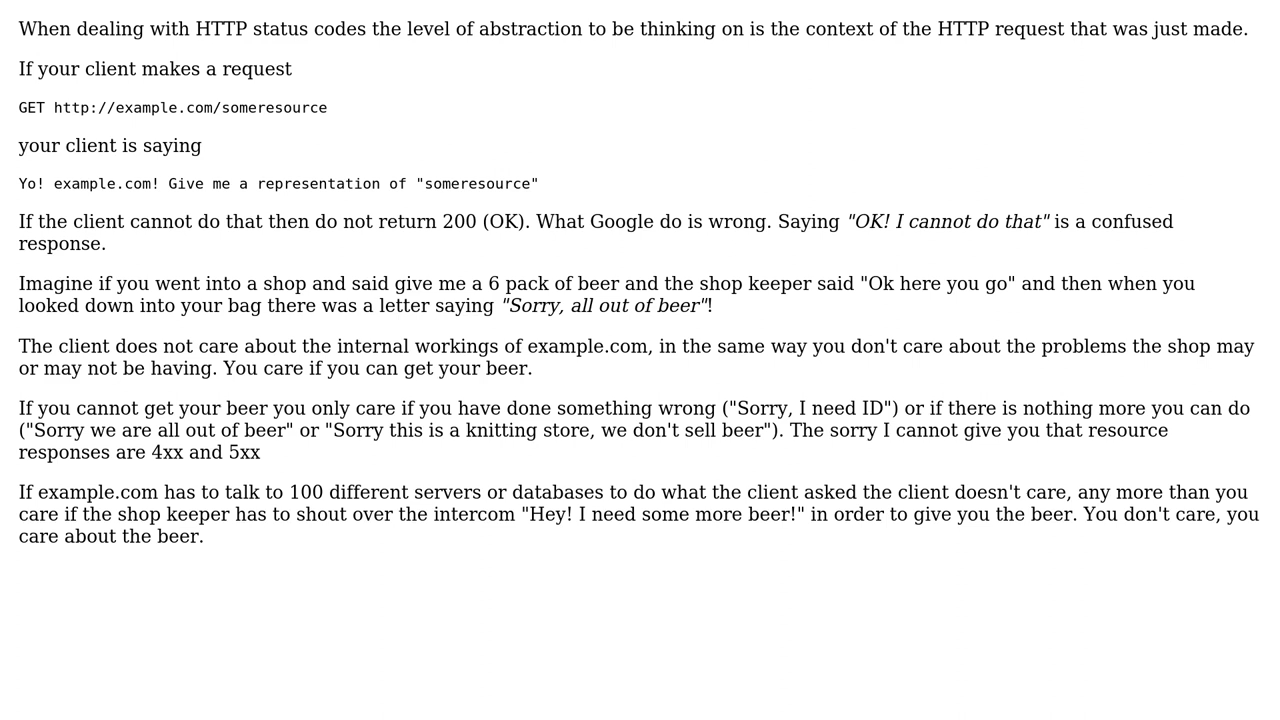 When dealing with HTTP status codes the level of abstraction to be thinking on is the context of the HTTP request that was just made.
If your client makes a request
GET http://example.com/someresource
your client is saying
Yo! example.com! Give me a representation of "someresource"
If the client cannot do that then do not return 200 (OK). What Google do is wrong. Saying "OK! I cannot do that" is a confused
response.
Imagine if you went into a shop and said give me a 6 pack of beer and the shop keeper said "Ok here you go" and then when you
looked down into your bag there was a letter saying "Sorry, all out of beer"!
The client does not care about the internal workings of example.com, in the same way you don't care about the problems the shop may
or may not be having. You care if you can get your beer.
If you cannot get your beer you only care if you have done something wrong ("Sorry, I need ID") or if there is nothing more you can do
("Sorry we are all out of beer" or "Sorry this is a knitting store, we don't sell beer"). The sorry I cannot give you that resource
responses are 4xx and 5xx
If example.com has to talk to 100 different servers or databases to do what the client asked the client doesn't care, any more than you
care if the shop keeper has to shout over the intercom "Hey! I need some more beer!" in order to give you the beer. You don't care, you
care about the beer.